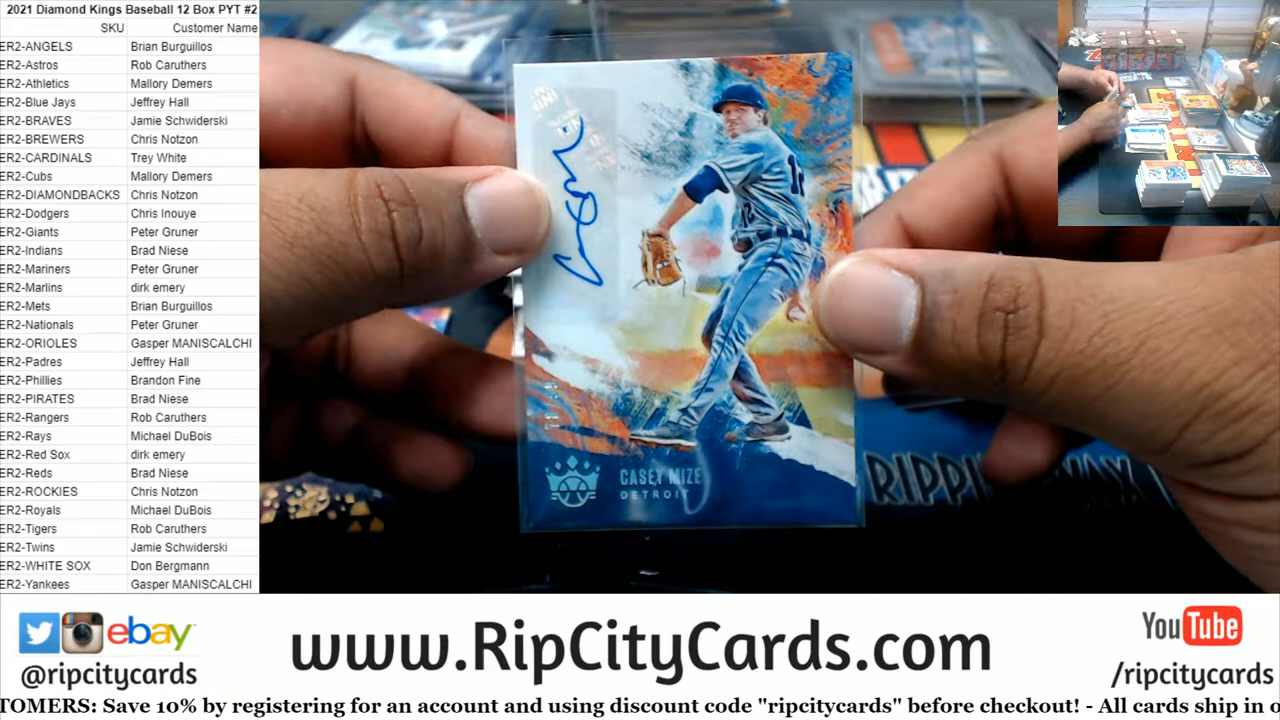 2021 Diamond Kings Baseball 12 Box PYT #2
SKU Customer Name
ER2-ANGELS Brian Burguillos
ER2-Astros Rob Caruthers
ER2-Athletics Mallory Demers
ER2-Blue Jays Jeffrey Hall
ER2-BRAVES Jamie Schwiderski
ER2-BREWERS Chris Notzon
ER2-CARDINALS Trey White
ER2-Cubs Mallory Demers
ER2-DIAMONDBACKS Chris Notzon
ER2-Dodgers Chris Inouye
ER2-Giants Peter Gruner
ER2-Indians Brad Niese
ER2-Mariners Peter Gruner
ER2-Marlins dirk emery
ER2-Mets Brian Burguillos
ER2-Nationals Peter Gruner
ER2-ORIOLES Gasper MANISCALCHI
ER2-Padres Jeffrey Hall
ER2-Phillies Brandon Fine
ER2-PIRATES Brad Niese
ER2-Rangers Rob Caruthers
ER2-Rays Michael DuBois
ER2-Red Sox dirk emery
ER2-Reds Brad Niese
ER2-ROCKIES Chris Notzon
ER2-Royals Michael DuBois
ER2-Tigers Rob Caruthers
ER2-Twins Jamie Schwiderski
ER2-WHITE SOX Don Bergmann
ER2-Yankees Gasper MANISCALCHI
12
12
CASEY MIZE
DETROIT
RIPPIN WAX
ebay
@ripcitycards
www.RipCityCards.com
YouTube
/ripcitycards
TOMERS: Save 10% by registering for an account and using discount code "ripcitycards" before checkout! - All cards ship in o